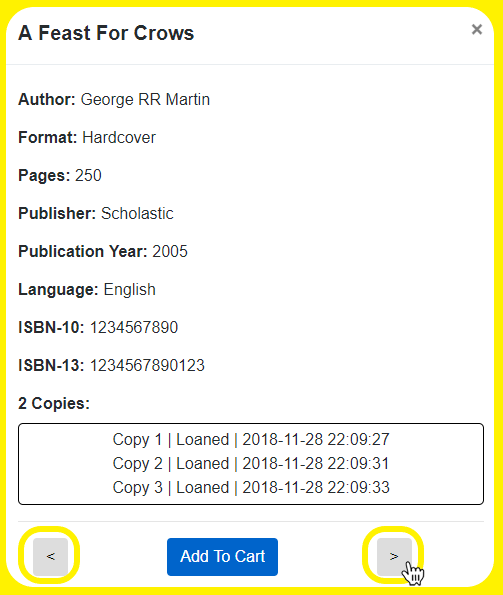 A Feast For Crows ×
Author: George RR Martin
Format: Hardcover
Pages: 250
Publisher: Scholastic
Publication Year: 2005
Language: English
ISBN-10: 1234567890
ISBN-13: 1234567890123
2 Copies:
Copy 1 | Loaned | 2018-11-28 22:09:27
Copy 2 | Loaned | 2018-11-28 22:09:31
Copy 3 | Loaned | 2018-11-28 22:09:33
< Add To Cart >